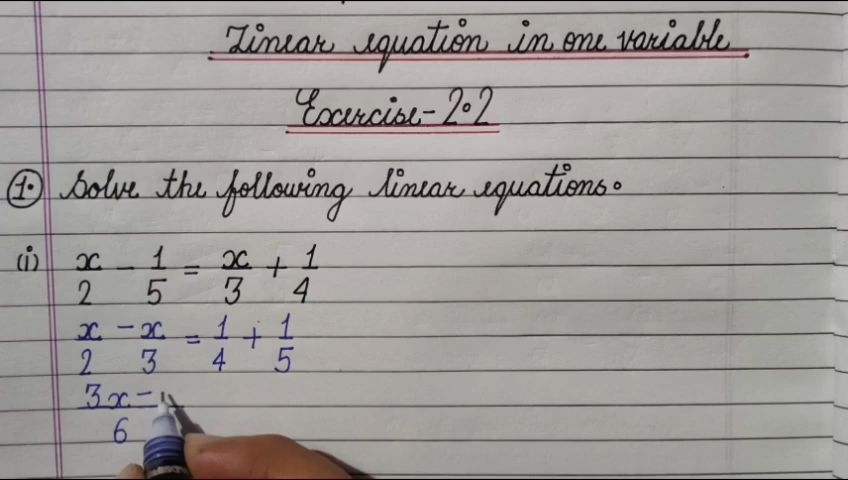 Linear equation in one variable
Exercise-2.2
1. Solve the following linear equations.
(i) x/2 - 1/5 = x/3 + 1/4
x/2 - x/3 = 1/4 + 1/5
3x - /6